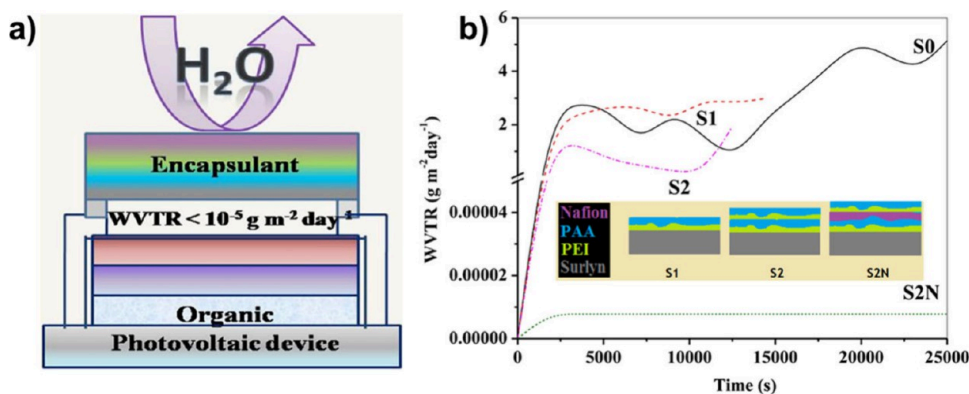 a)
H₂O
Encapsulant
WVTR < 10⁻⁵ g m⁻² day⁻¹
Organic
Photovoltaic device
b)
WVTR (g m⁻² day⁻¹)
6
4
2
0.00004
0.00002
0.00000
S0
S1
S2
S2N
Nafion
PAA
PEI
Surlyn
S1
S2
S2N
0
5000
10000
15000
20000
25000
Time (s)